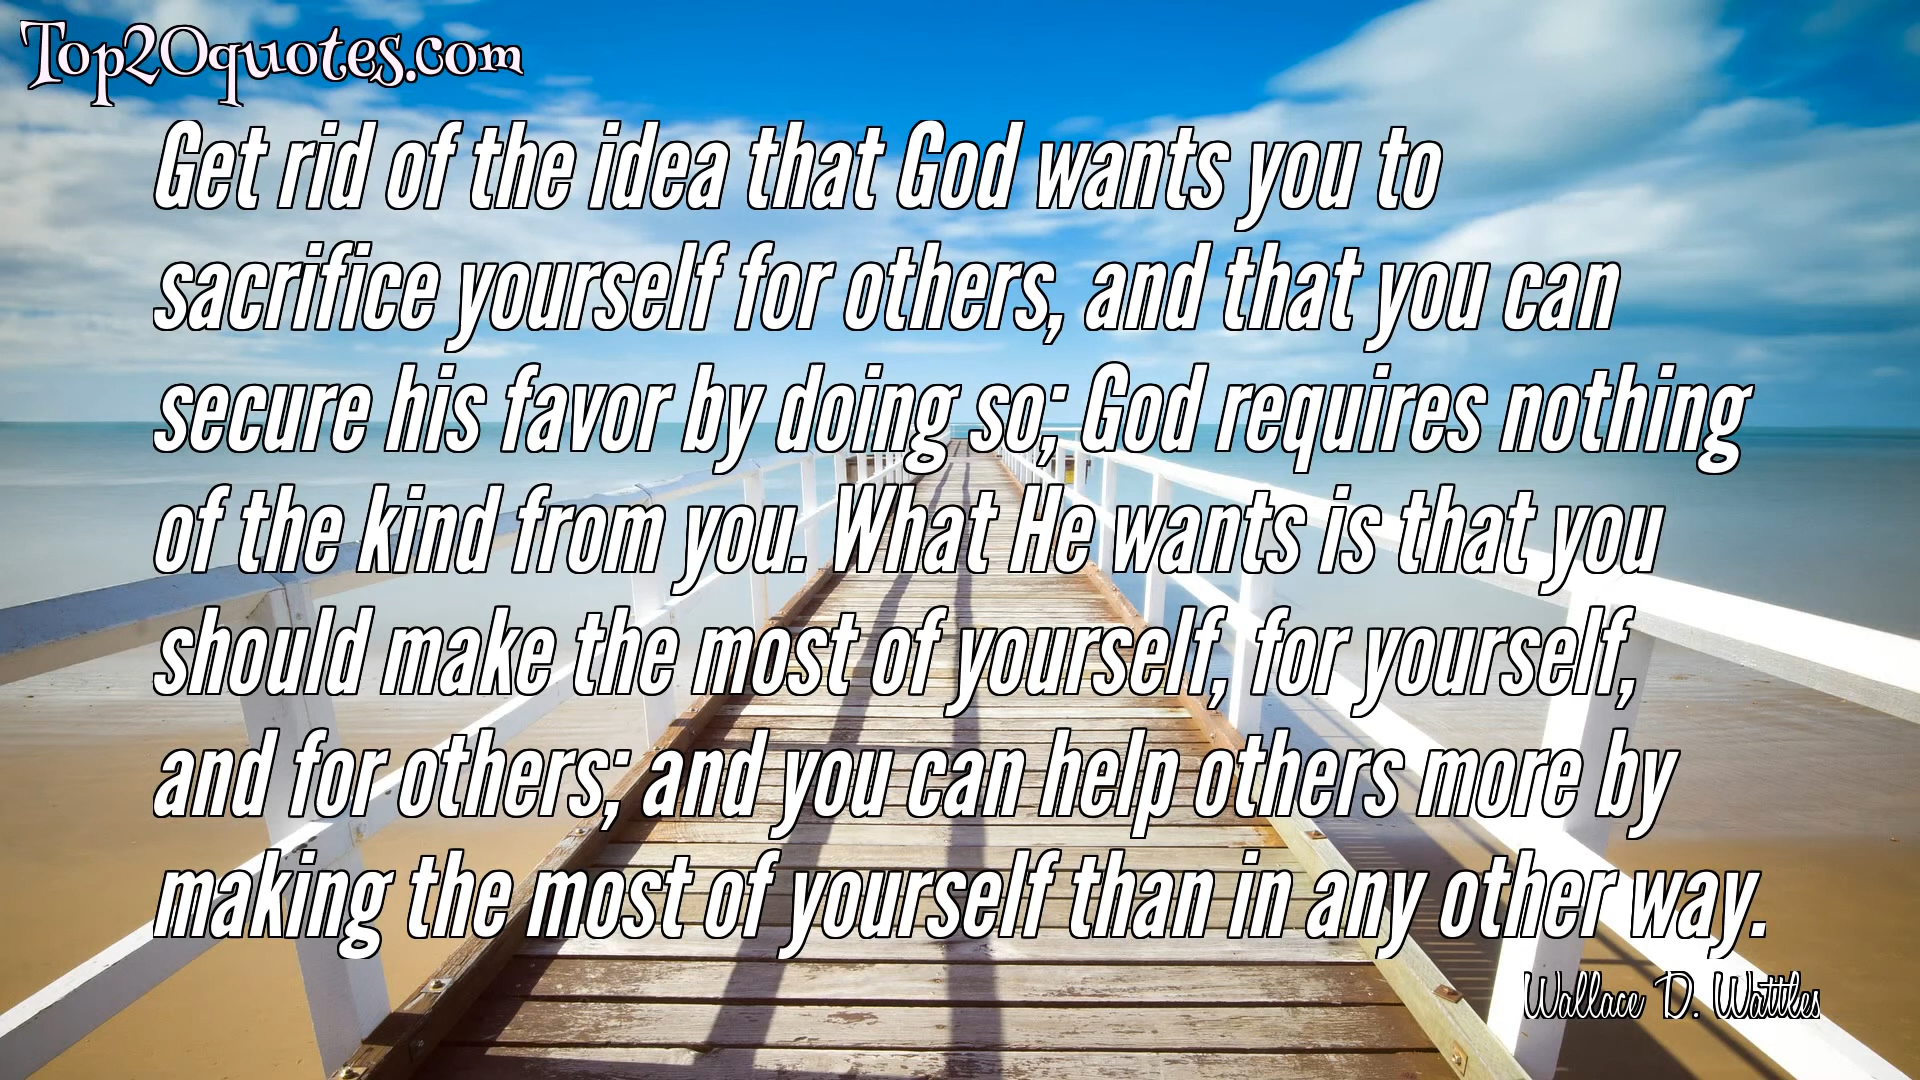 Top20quotes.com
Get rid of the idea that God wants you to
sacrifice yourself for others, and that you can
secure his favor by doing so; God requires nothing
of the kind from you. What He wants is that you
should make the most of yourself, for yourself,
and for others; and you can help others more by
making the most of yourself than in any other way.
Wallace D. Wattles